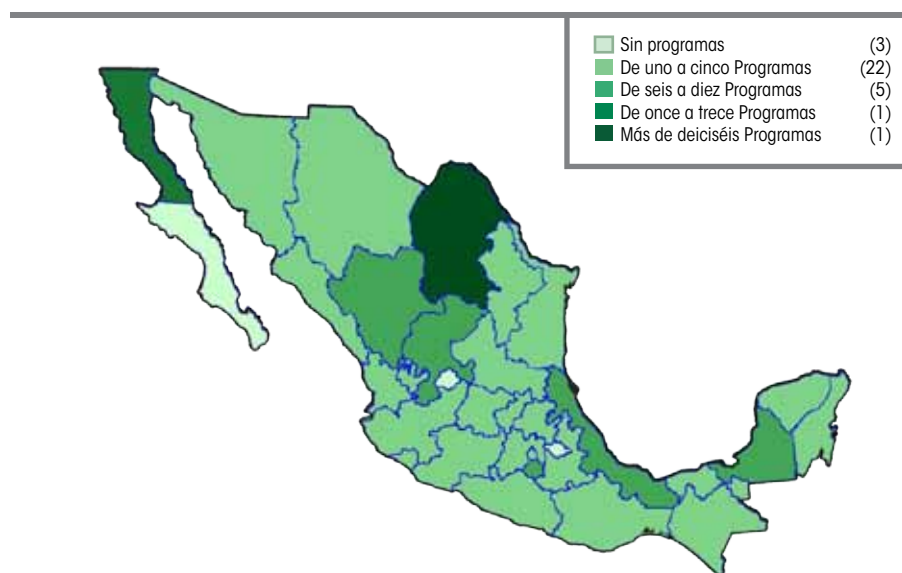 Sin programas (3)
De uno a cinco Programas (22)
De seis a diez Programas (5)
De once a trece Programas (1)
Más de deiciséis Programas (1)